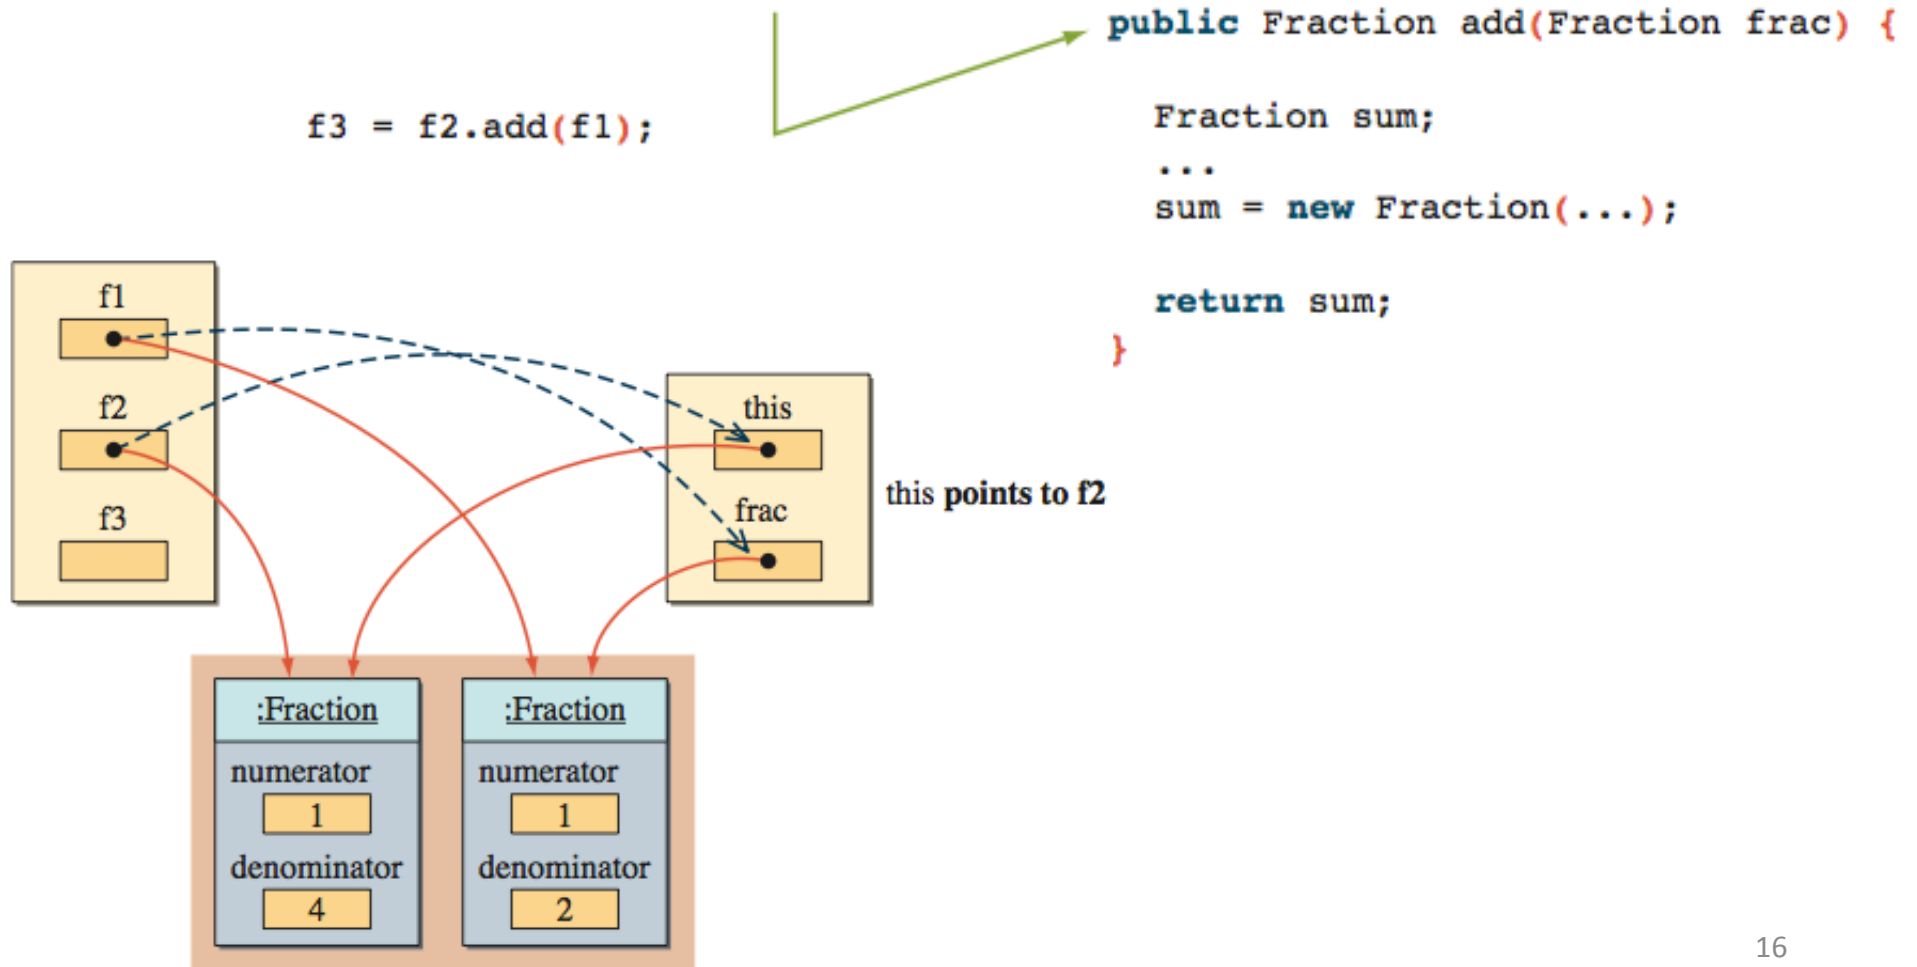 public Fraction add(Fraction frac) {
f3 = f2.add(f1);
Fraction sum;
...
sum = new Fraction(...);
return sum;
}
f1
f2
f3
this
frac
this points to f2
:Fraction
numerator
1
denominator
4
:Fraction
numerator
1
denominator
2
16